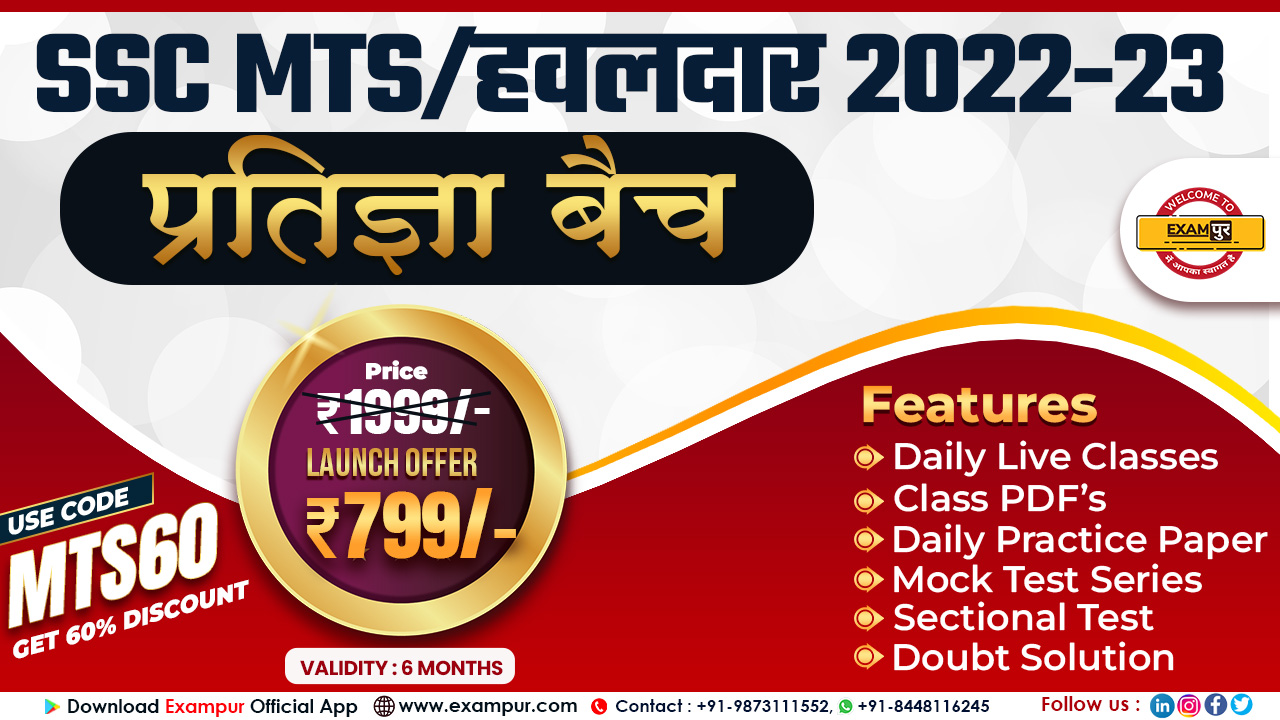 SSC MTS/हवलदार 2022-23
प्रतिज्ञा बैच
WELCOME TO
EXAMपुर
में आपका स्वागत है
Price
₹1999/-
LAUNCH OFFER
₹799/-
USE CODE
MTS60
GET 60% DISCOUNT
VALIDITY : 6 MONTHS
Features
Daily Live Classes
Class PDF's
Daily Practice Paper
Mock Test Series
Sectional Test
Doubt Solution
Download Exampur Official App www.exampur.com Contact : +91-9873111552, +91-8448116245 Follow us :